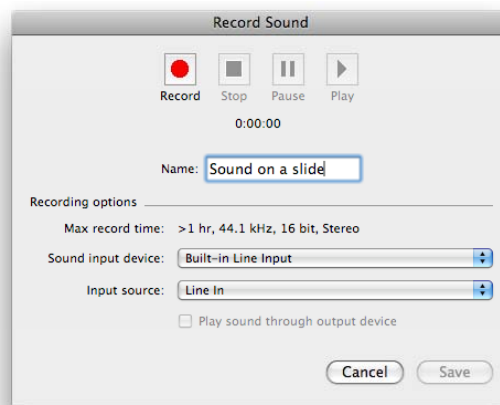 Record Sound
Record Stop Pause Play
0:00:00
Name: Sound on a slide
Recording options
Max record time: >1 hr, 44.1 kHz, 16 bit, Stereo
Sound input device: Built-in Line Input
Input source: Line In
Play sound through output device
Cancel Save